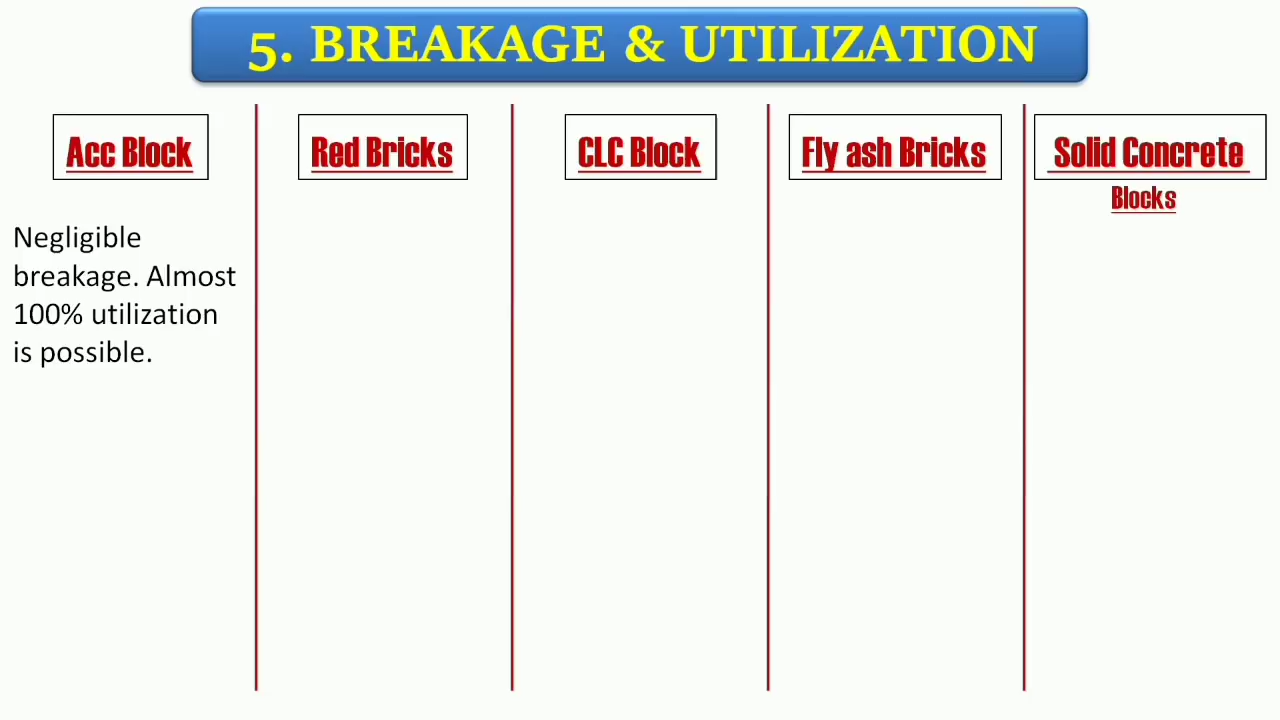 5. BREAKAGE & UTILIZATION
Acc Block
Red Bricks
CLC Block
Fly ash Bricks
Solid Concrete
Blocks
Negligible
breakage. Almost
100% utilization
is possible.